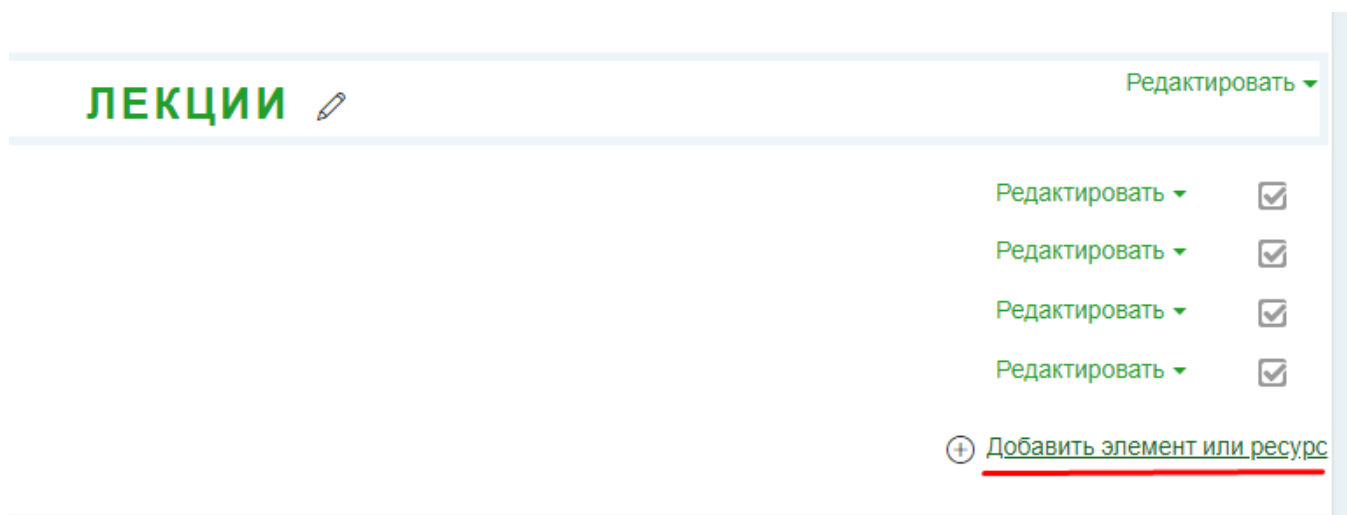 Редактировать
ЛЕКЦИИ
Редактировать
Редактировать
Редактировать
Редактировать
Добавить элемент или ресурс